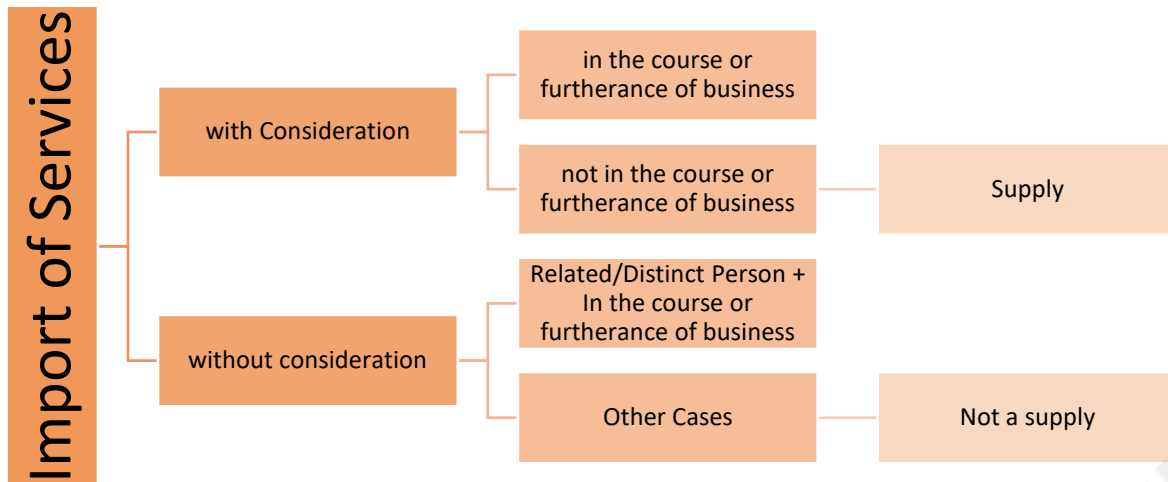 Import of Services
with Consideration
in the course or
furtherance of business
not in the course or
furtherance of business
Supply
without consideration
Related/Distinct Person +
In the course or
furtherance of business
Other Cases
Not a supply